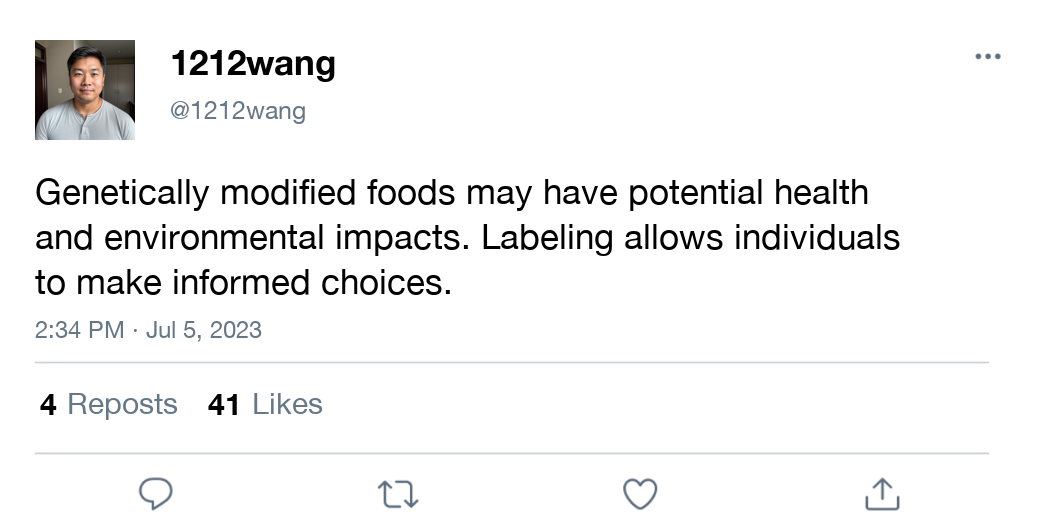 1212wang
@1212wang
Genetically modified foods may have potential health
and environmental impacts. Labeling allows individuals
to make informed choices.
2:34 PM · Jul 5, 2023
4 Reposts 41 Likes